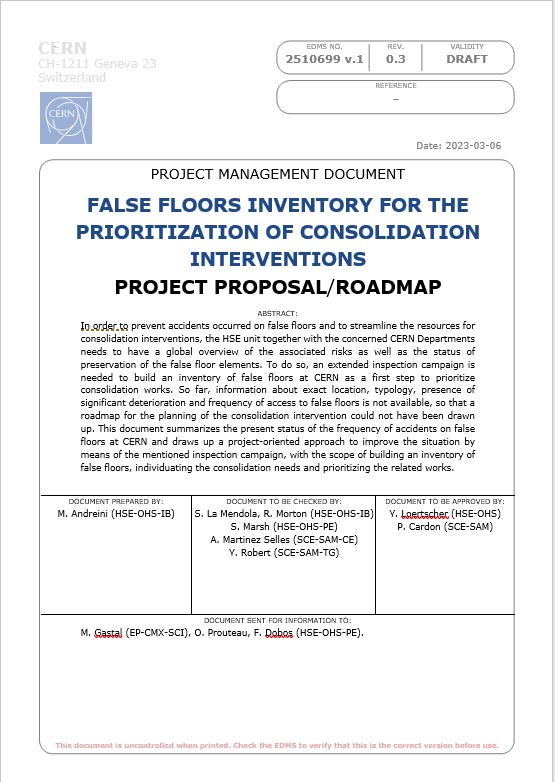 CERN
CH-1211 Geneva 23
Switzerland
CERN
EDMS NO.
REV.
VALIDITY
2510699 v.1
0.3
DRAFT
REFERENCE
–
Date: 2023-03-06
PROJECT MANAGEMENT DOCUMENT
FALSE FLOORS INVENTORY FOR THE
PRIORITIZATION OF CONSOLIDATION
INTERVENTIONS
PROJECT PROPOSAL/ROADMAP
ABSTRACT:
In order to prevent accidents occurred on false floors and to streamline the resources for
consolidation interventions, the HSE unit together with the concerned CERN Departments
needs to have a global overview of the associated risks as well as the status of
preservation of the false floor elements. To do so, an extended inspection campaign is
needed to build an inventory of false floors at CERN as a first step to prioritize
consolidation works. So far, information about exact location, typology, presence of
significant deterioration and frequency of access to false floors is not available, so that a
roadmap for the planning of the consolidation intervention could not have been drawn
up. This document summarizes the present status of the frequency of accidents on false
floors at CERN and draws up a project-oriented approach to improve the situation by
means of the mentioned inspection campaign, with the scope of building an inventory of
false floors, individuating the consolidation needs and prioritizing the related works.
DOCUMENT PREPARED BY:
M. Andreini (HSE-OHS-IB)
DOCUMENT TO BE CHECKED BY:
S. La Mendola, R. Morton (HSE-OHS-IB)
S. Marsh (HSE-OHS-PE)
A. Martinez Selles (SCE-SAM-CE)
Y. Robert (SCE-SAM-TG)
DOCUMENT TO BE APPROVED BY:
Y. Loertscher (HSE-OHS)
P. Cardon (SCE-SAM)
DOCUMENT SENT FOR INFORMATION TO:
M. Gastal (EP-CMX-SCI), O. Prouteau, F. Dobos (HSE-OHS-PE).
This document is uncontrolled when printed. Check the EDMS to verify that this is the correct version before use.